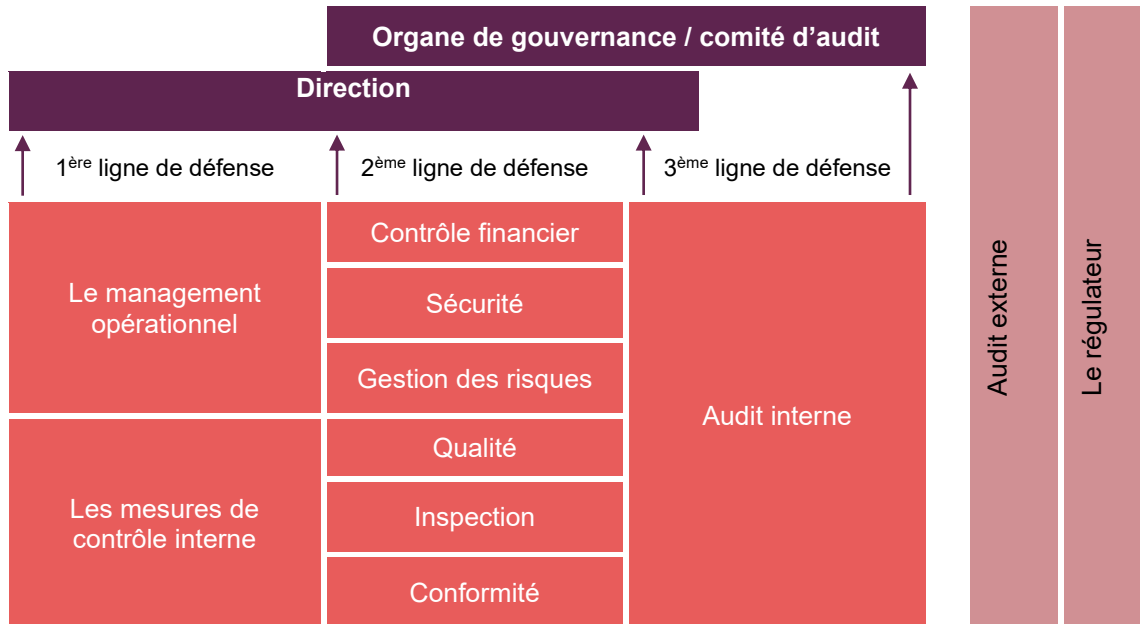 Organe de gouvernance / comité d’audit
Direction
1ère ligne de défense
2ème ligne de défense
3ème ligne de défense
Le management
opérationnel
Les mesures de
contrôle interne
Contrôle financier
Sécurité
Gestion des risques
Qualité
Inspection
Conformité
Audit interne
Audit externe
Le régulateur